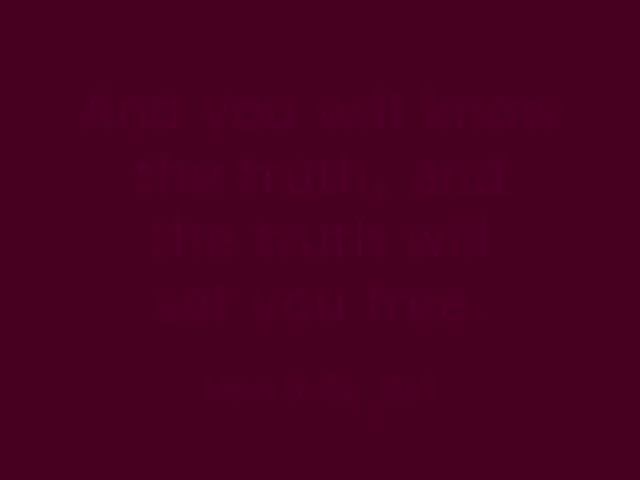 And you will know
the truth, and
the truth will
set you free.